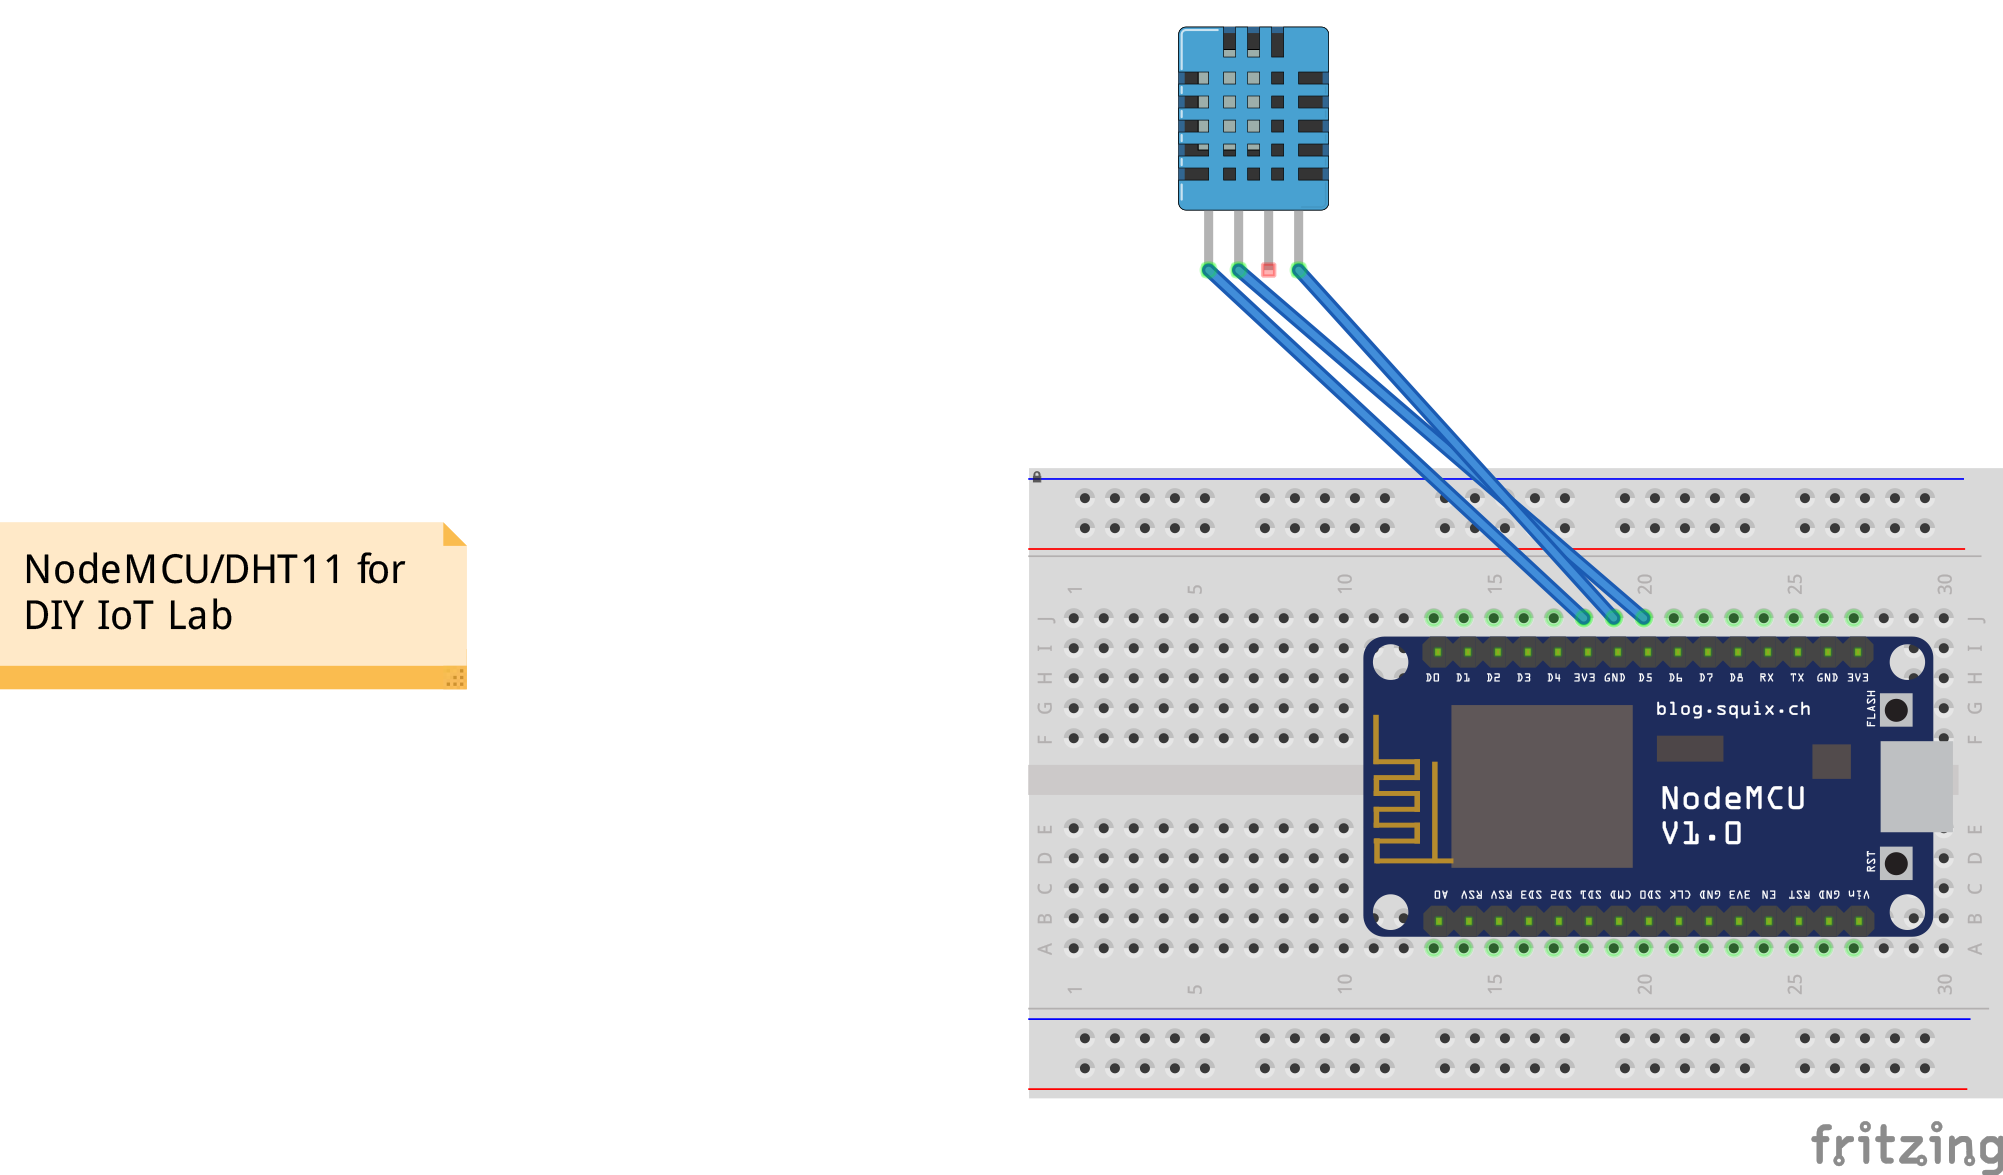 NodeMCU/DHT11 for
DIY IoT Lab
1 5 10 15 20 25 30
J J
I I
H H
G G
F F
D0 D1 D2 D3 D4 3V3 GND D5 D6 D7 D8 RX TX GND 3V3
blog.squix.ch
FLASH
NodeMCU
V1.0
RST
A0 RSV RSV SD3 SD2 SD1 CMD SD0 CLK GND 3V3 EN RST GND Vin
E E
D D
C C
B B
A A
1 5 10 15 20 25 30
fritzing